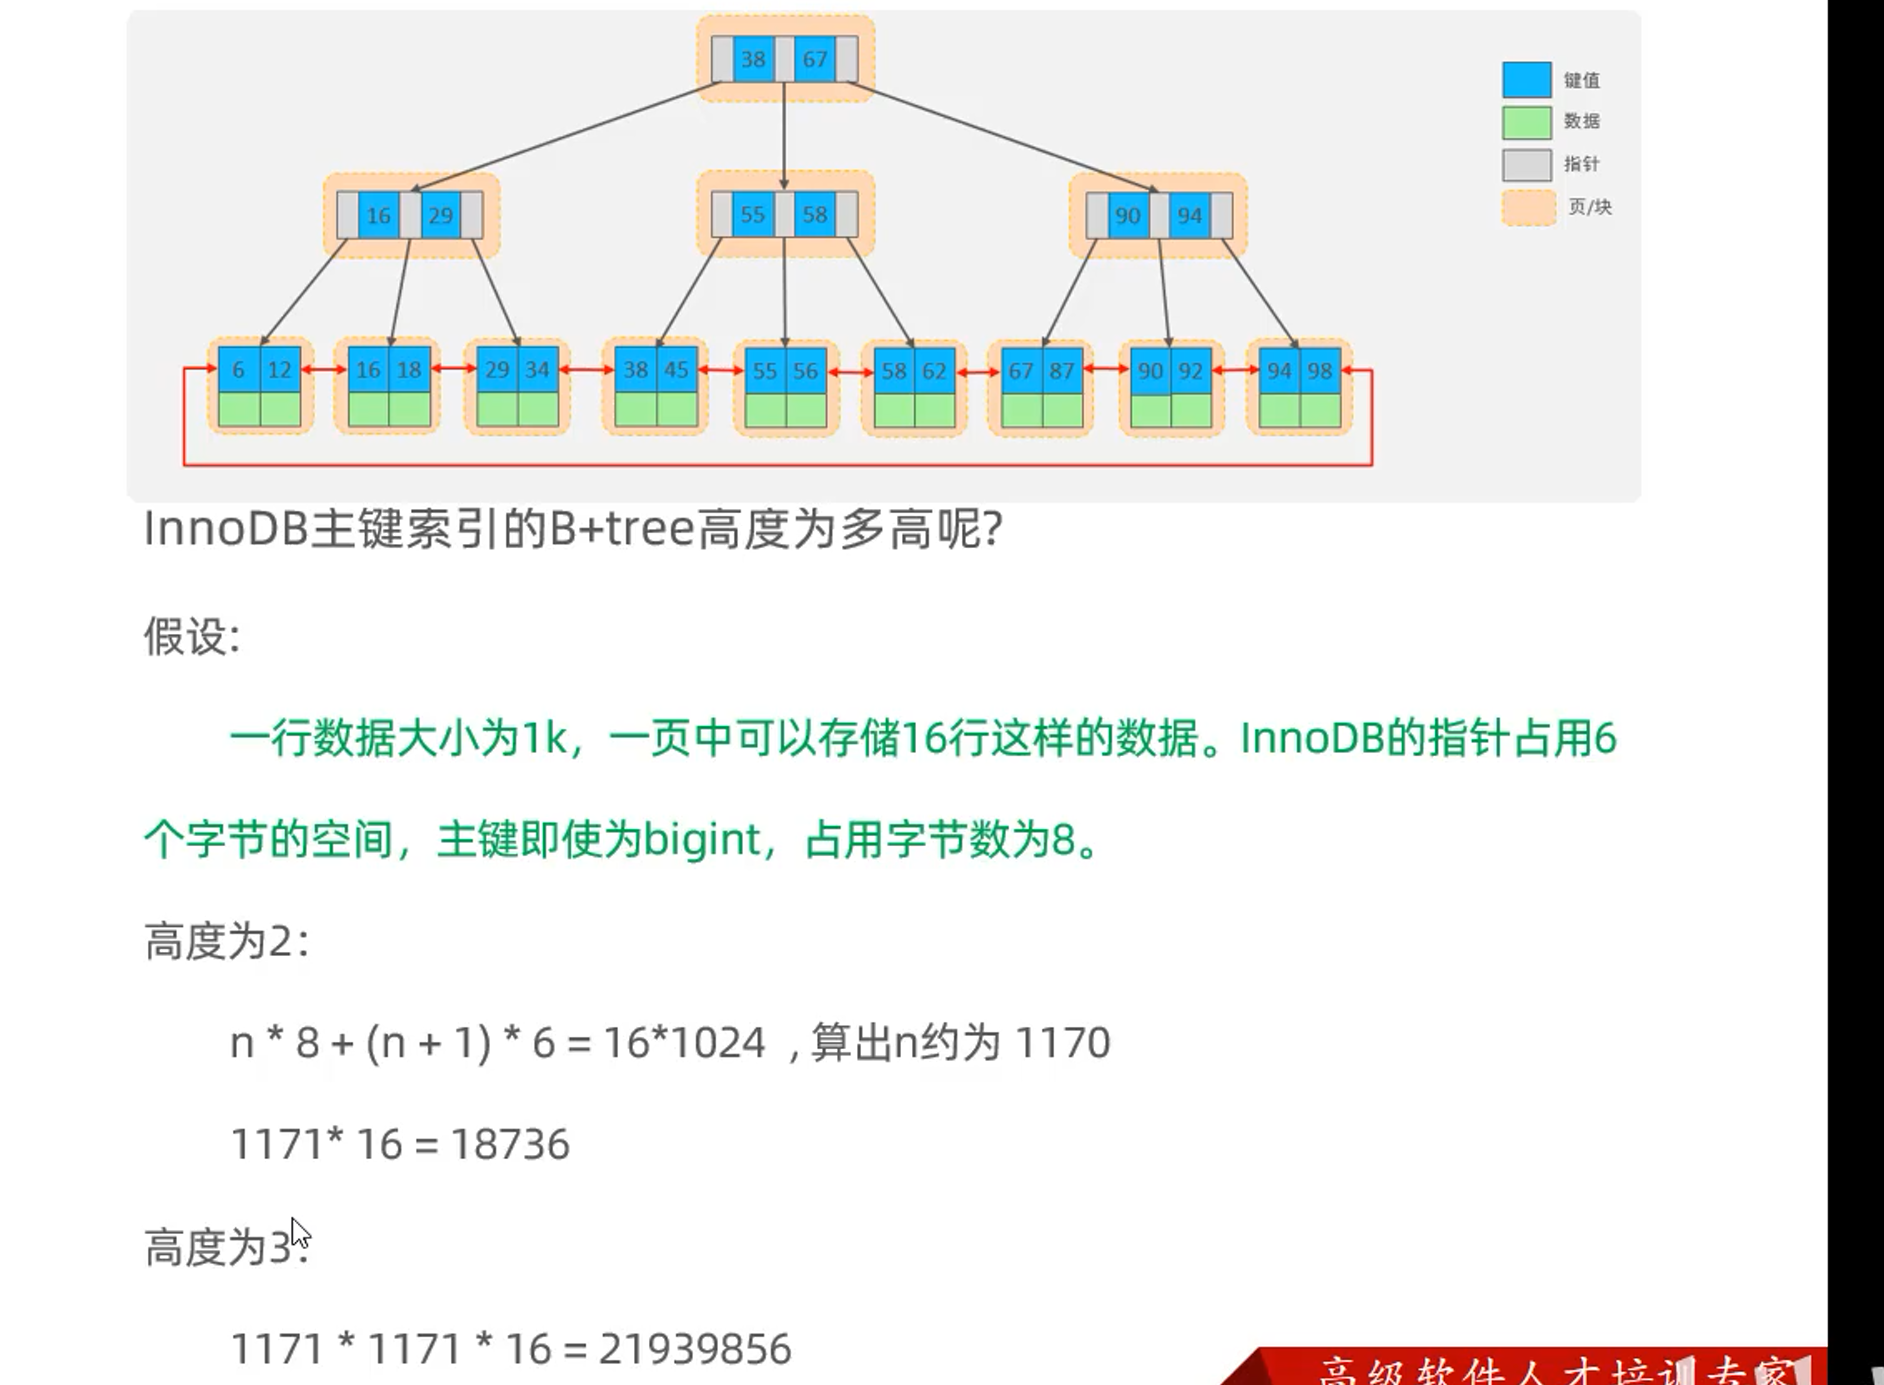 38 67
键值
数据
指针
页/块
16 29
55 58
90 94
6 12 16 18 29 34 38 45 55 56 58 62 67 87 90 92 94 98
InnoDB主键索引的B+tree高度为多高呢?
假设:
一行数据大小为1k，一页中可以存储16行这样的数据。InnoDB的指针占用6
个字节的空间，主键即使为bigint，占用字节数为8。
高度为2：
n * 8 + (n + 1) * 6 = 16*1024 , 算出n约为 1170
1171* 16 = 18736
高度为3：
1171 * 1171 * 16 = 21939856
高级软件人才培训专家